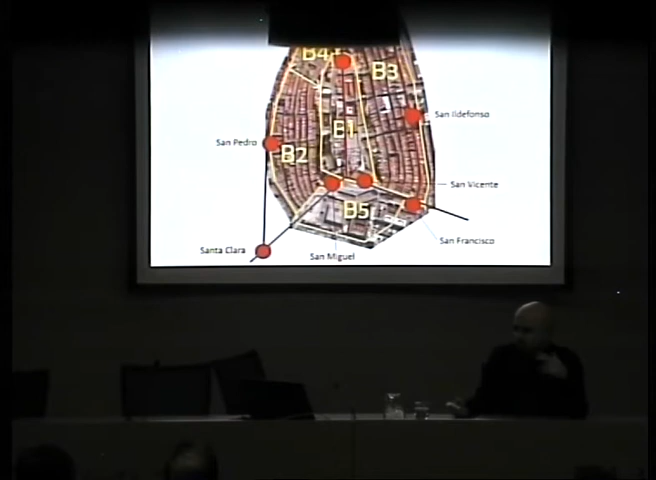 B4
B3
San Ildefonso
B1
San Pedro
B2
San Vicente
B5
San Francisco
Santa Clara
San Miguel